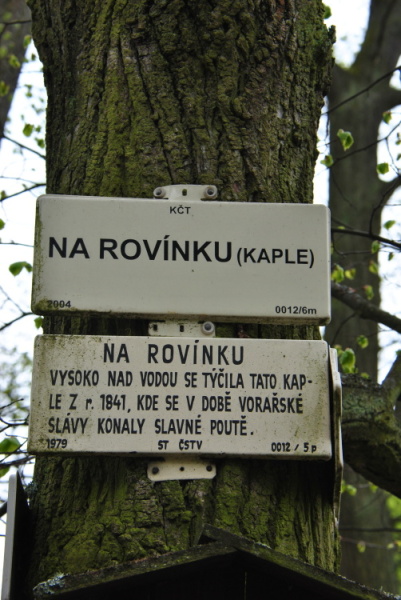 KČT
NA ROVÍNKU (KAPLE)
2004 0012/6m
NA ROVÍNKU
VYSOKO NAD VODOU SE TÝČILA TATO KAP-
LE Z r. 1841, KDE SE V DOBĚ VORAŘSKÉ
SLÁVY KONALY SLAVNÉ POUTĚ.
1979 ST ČSTV 0012 / 5 p